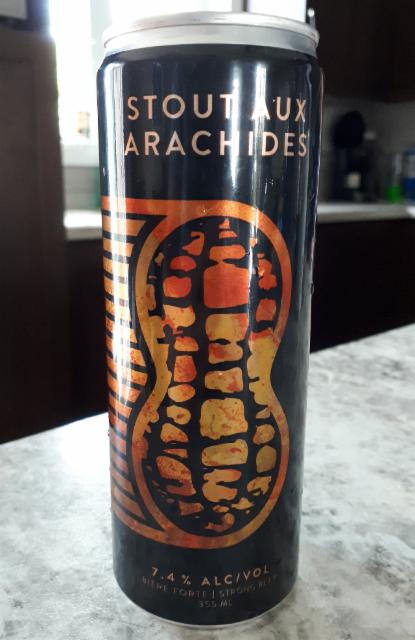 STOUT AUX
ARACHIDES
7.4% ALC/VOL
BIÈRE FORTE | STRONG BEER
355 ML